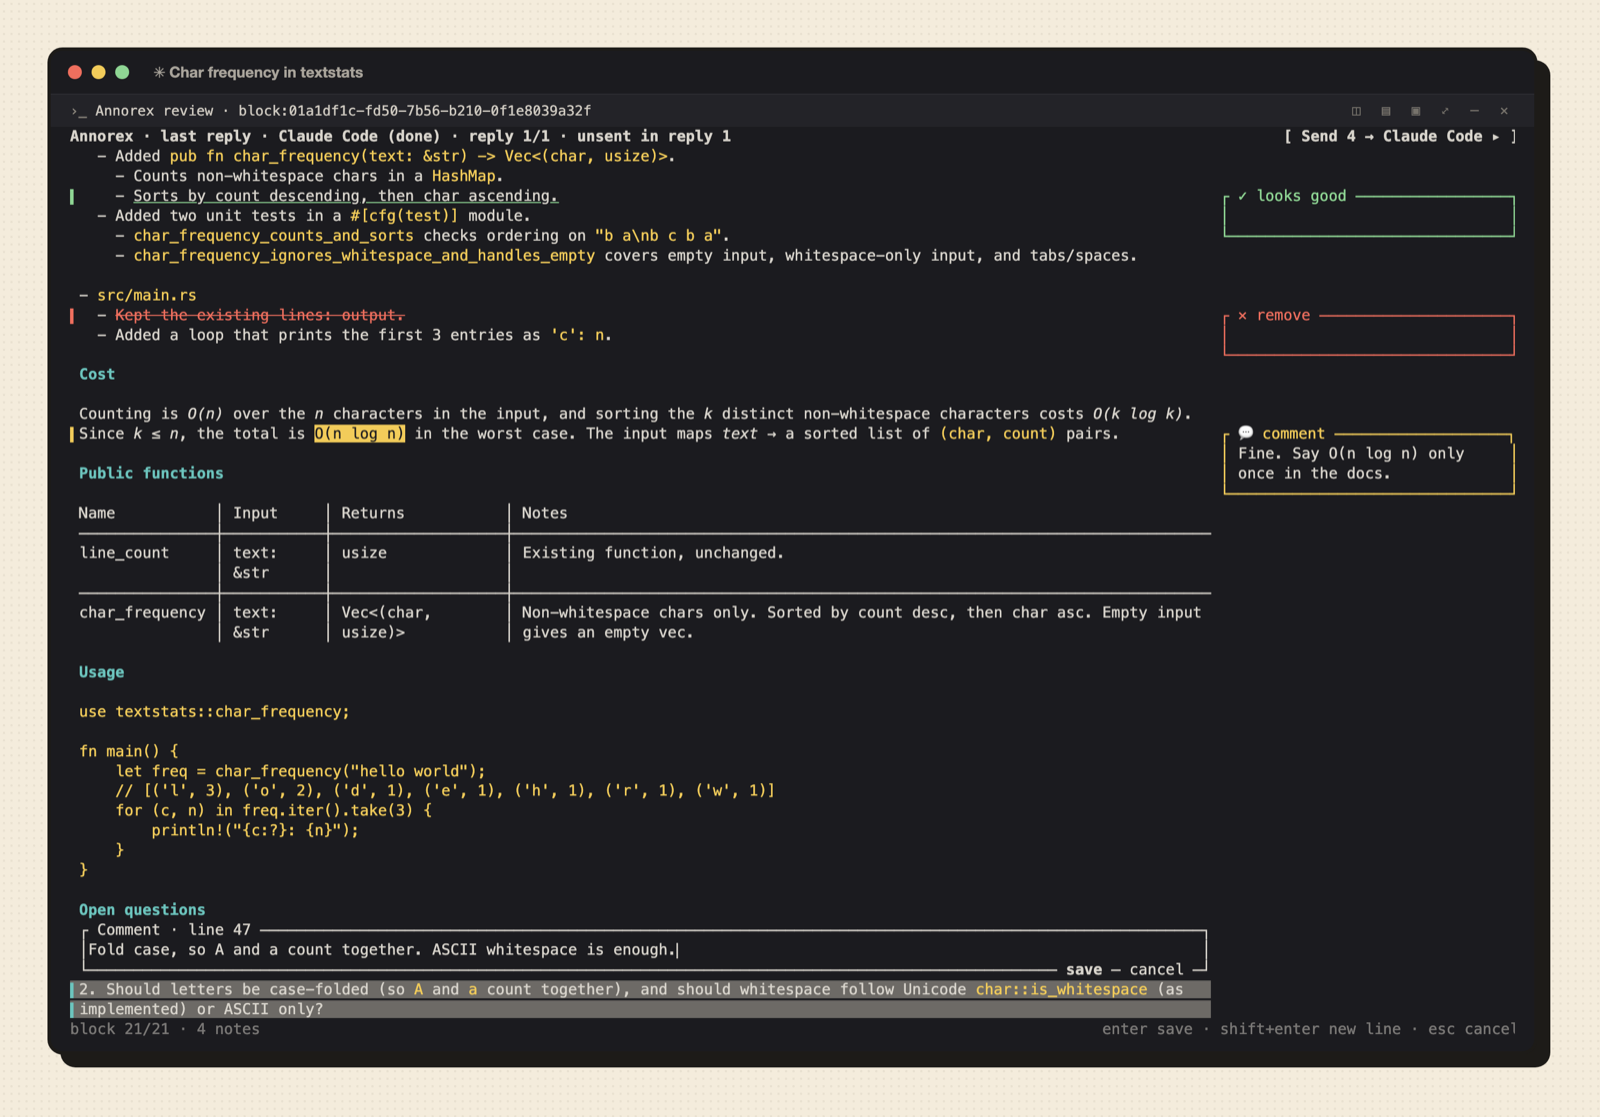 ✳ Char frequency in textstats
›_ Annorex review · block:01a1df1c-fd50-7b56-b210-0f1e8039a32f
Annorex · last reply · Claude Code (done) · reply 1/1 · unsent in reply 1 [ Send 4 → Claude Code ▸ ]
– Added pub fn char_frequency(text: &str) -> Vec<(char, usize)>.
– Counts non-whitespace chars in a HashMap.
– Sorts by count descending, then char ascending.
✓ looks good
– Added two unit tests in a #[cfg(test)] module.
– char_frequency_counts_and_sorts checks ordering on "b a\nb c b a".
– char_frequency_ignores_whitespace_and_handles_empty covers empty input, whitespace-only input, and tabs/spaces.
– src/main.rs
– Kept the existing lines: output.
× remove
– Added a loop that prints the first 3 entries as 'c': n.
Cost
Counting is O(n) over the n characters in the input, and sorting the k distinct non-whitespace characters costs O(k log k).
Since k ≤ n, the total is O(n log n) in the worst case. The input maps text → a sorted list of (char, count) pairs.
💬 comment
Fine. Say O(n log n) only
once in the docs.
Public functions
Name | Input | Returns | Notes
line_count | text: | usize | Existing function, unchanged.
&str
char_frequency | text: | Vec<(char, | Non-whitespace chars only. Sorted by count desc, then char asc. Empty input
&str | usize)> | gives an empty vec.
Usage
use textstats::char_frequency;
fn main() {
let freq = char_frequency("hello world");
// [('l', 3), ('o', 2), ('d', 1), ('e', 1), ('h', 1), ('r', 1), ('w', 1)]
for (c, n) in freq.iter().take(3) {
println!("{c:?}: {n}");
}
}
Open questions
Comment · line 47
Fold case, so A and a count together. ASCII whitespace is enough.
save – cancel
2. Should letters be case-folded (so A and a count together), and should whitespace follow Unicode char::is_whitespace (as
implemented) or ASCII only?
block 21/21 · 4 notes enter save · shift+enter new line · esc cancel